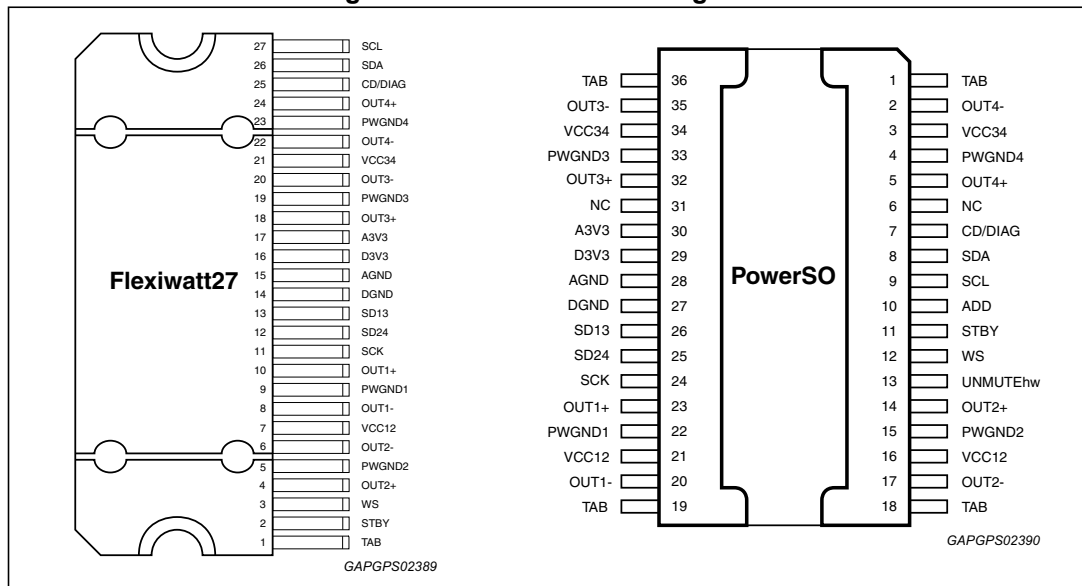 27 SCL
26 SDA
25 CD/DIAG
24 OUT4+
23 PWGND4
22 OUT4-
21 VCC34
20 OUT3-
19 PWGND3
18 OUT3+
17 A3V3
16 D3V3
15 AGND
14 DGND
13 SD13
12 SD24
11 SCK
10 OUT1+
9 PWGND1
8 OUT1-
7 VCC12
6 OUT2-
5 PWGND2
4 OUT2+
3 WS
2 STBY
1 TAB
Flexiwatt27
GAPGPS02389
TAB 36 1 TAB
OUT3- 35 2 OUT4-
VCC34 34 3 VCC34
PWGND3 33 4 PWGND4
OUT3+ 32 5 OUT4+
NC 31 6 NC
A3V3 30 7 CD/DIAG
D3V3 29 8 SDA
AGND 28 9 SCL
DGND 27 10 ADD
SD13 26 11 STBY
SD24 25 12 WS
SCK 24 13 UNMUTEhw
OUT1+ 23 14 OUT2+
PWGND1 22 15 PWGND2
VCC12 21 16 VCC12
OUT1- 20 17 OUT2-
TAB 19 18 TAB
PowerSO
GAPGPS02390